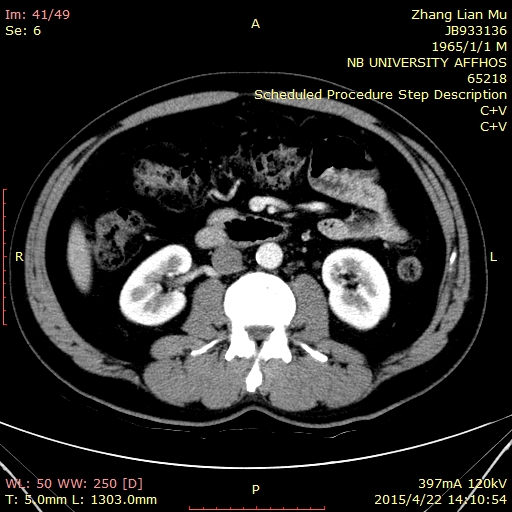 Im: 41/49
Se: 6
A
Zhang Lian Mu
JB933136
1965/1/1 M
NB UNIVERSITY AFFHOS
65218
Scheduled Procedure Step Description
C+V
C+V
R
L
WL: 50 WW: 250 [D]
T: 5.0mm L: 1303.0mm
P
397mA 120kV
2015/4/22 14:10:54